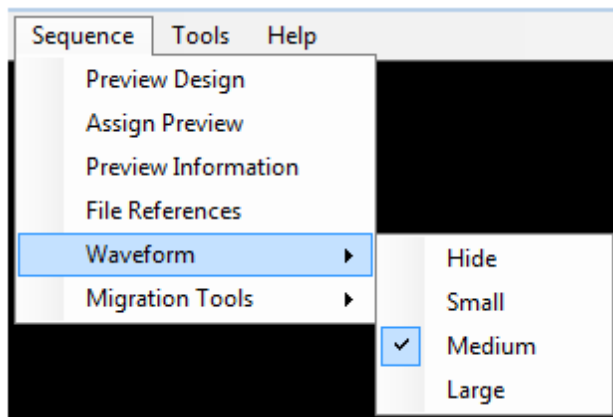 Sequence Tools Help
Preview Design
Assign Preview
Preview Information
File References
Waveform
Migration Tools
Hide
Small
Medium
Large